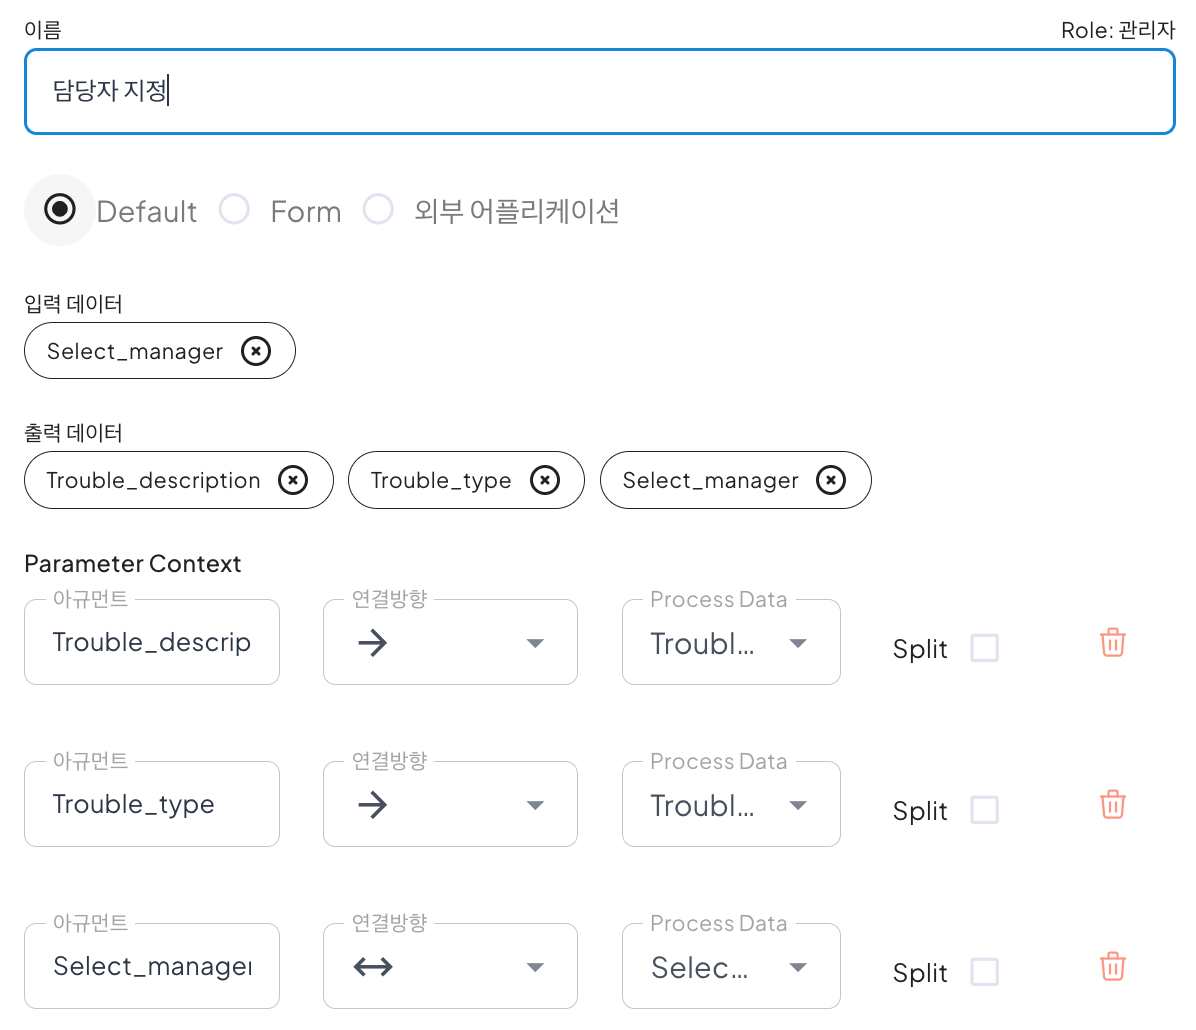 이름 Role: 관리자
담당자 지정
Default Form 외부 어플리케이션
입력 데이터
Select_manager
출력 데이터
Trouble_description Trouble_type Select_manager
Parameter Context
아규먼트 연결방향 Process Data
Trouble_descrip → Troubl... Split
아규먼트 연결방향 Process Data
Trouble_type → Troubl... Split
아규먼트 연결방향 Process Data
Select_manager ↔ Selec... Split